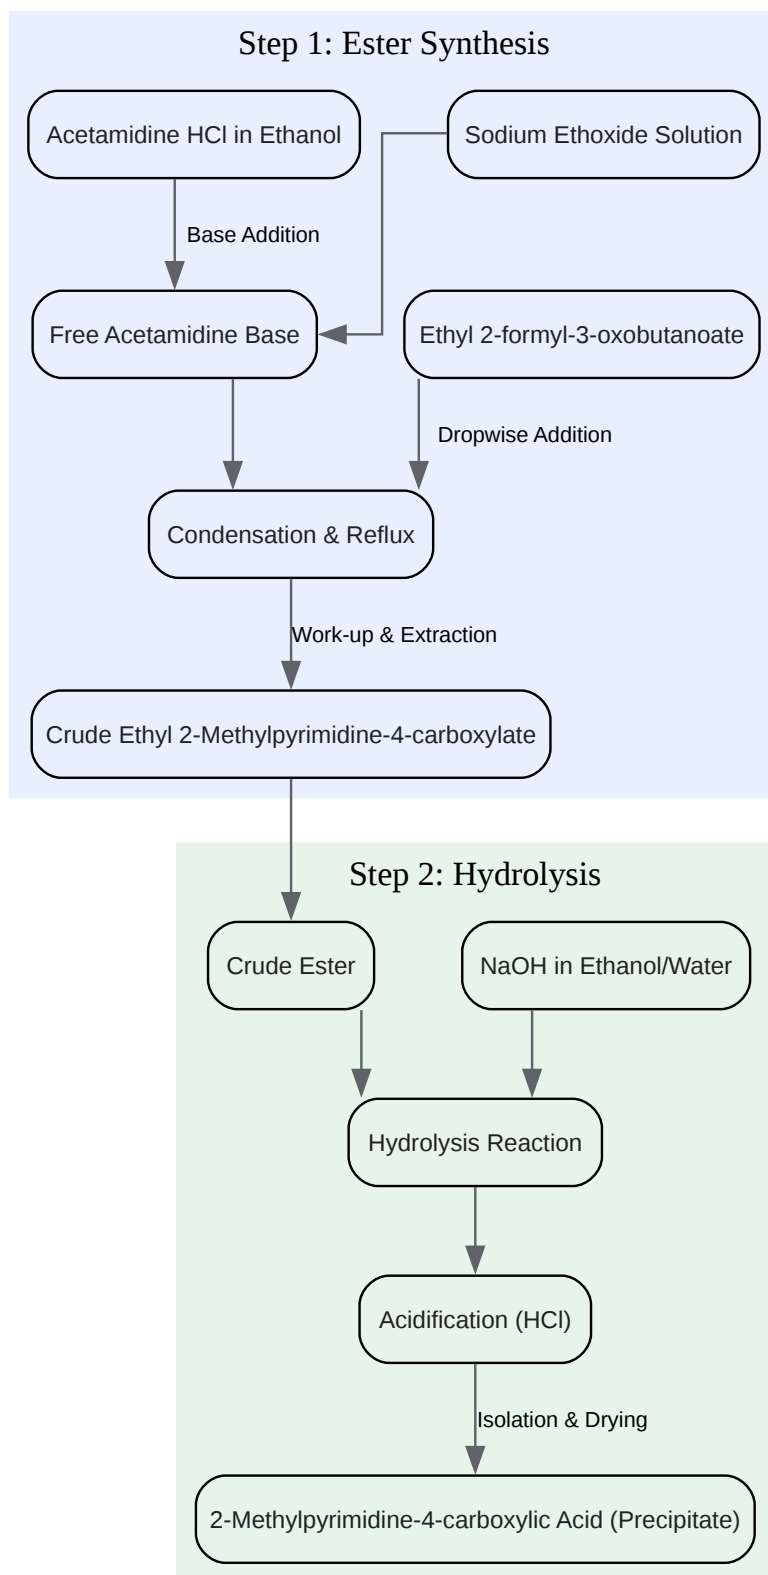 Step 1: Ester Synthesis
Acetamidine HCl in Ethanol
Sodium Ethoxide Solution
Base Addition
Free Acetamidine Base
Ethyl 2-formyl-3-oxobutanoate
Dropwise Addition
Condensation & Reflux
Work-up & Extraction
Crude Ethyl 2-Methylpyrimidine-4-carboxylate
Step 2: Hydrolysis
Crude Ester
NaOH in Ethanol/Water
Hydrolysis Reaction
Acidification (HCl)
Isolation & Drying
2-Methylpyrimidine-4-carboxylic Acid (Precipitate)